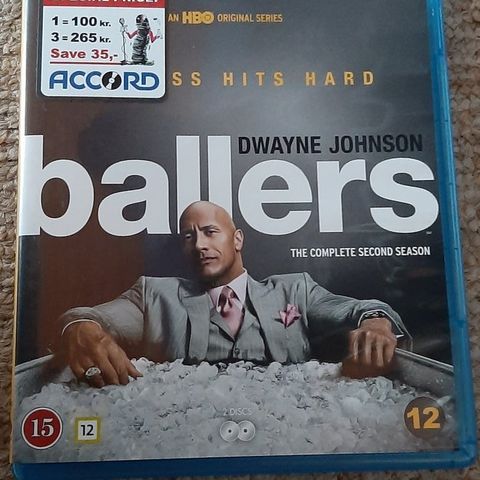 1 = 100 kr.
3 = 265 kr.
Save 35,-
ACCORD
AN HBO ORIGINAL SERIES
SS HITS HARD
DWAYNE JOHNSON
ballers
THE COMPLETE SECOND SEASON
2 DISCS
15
12
12